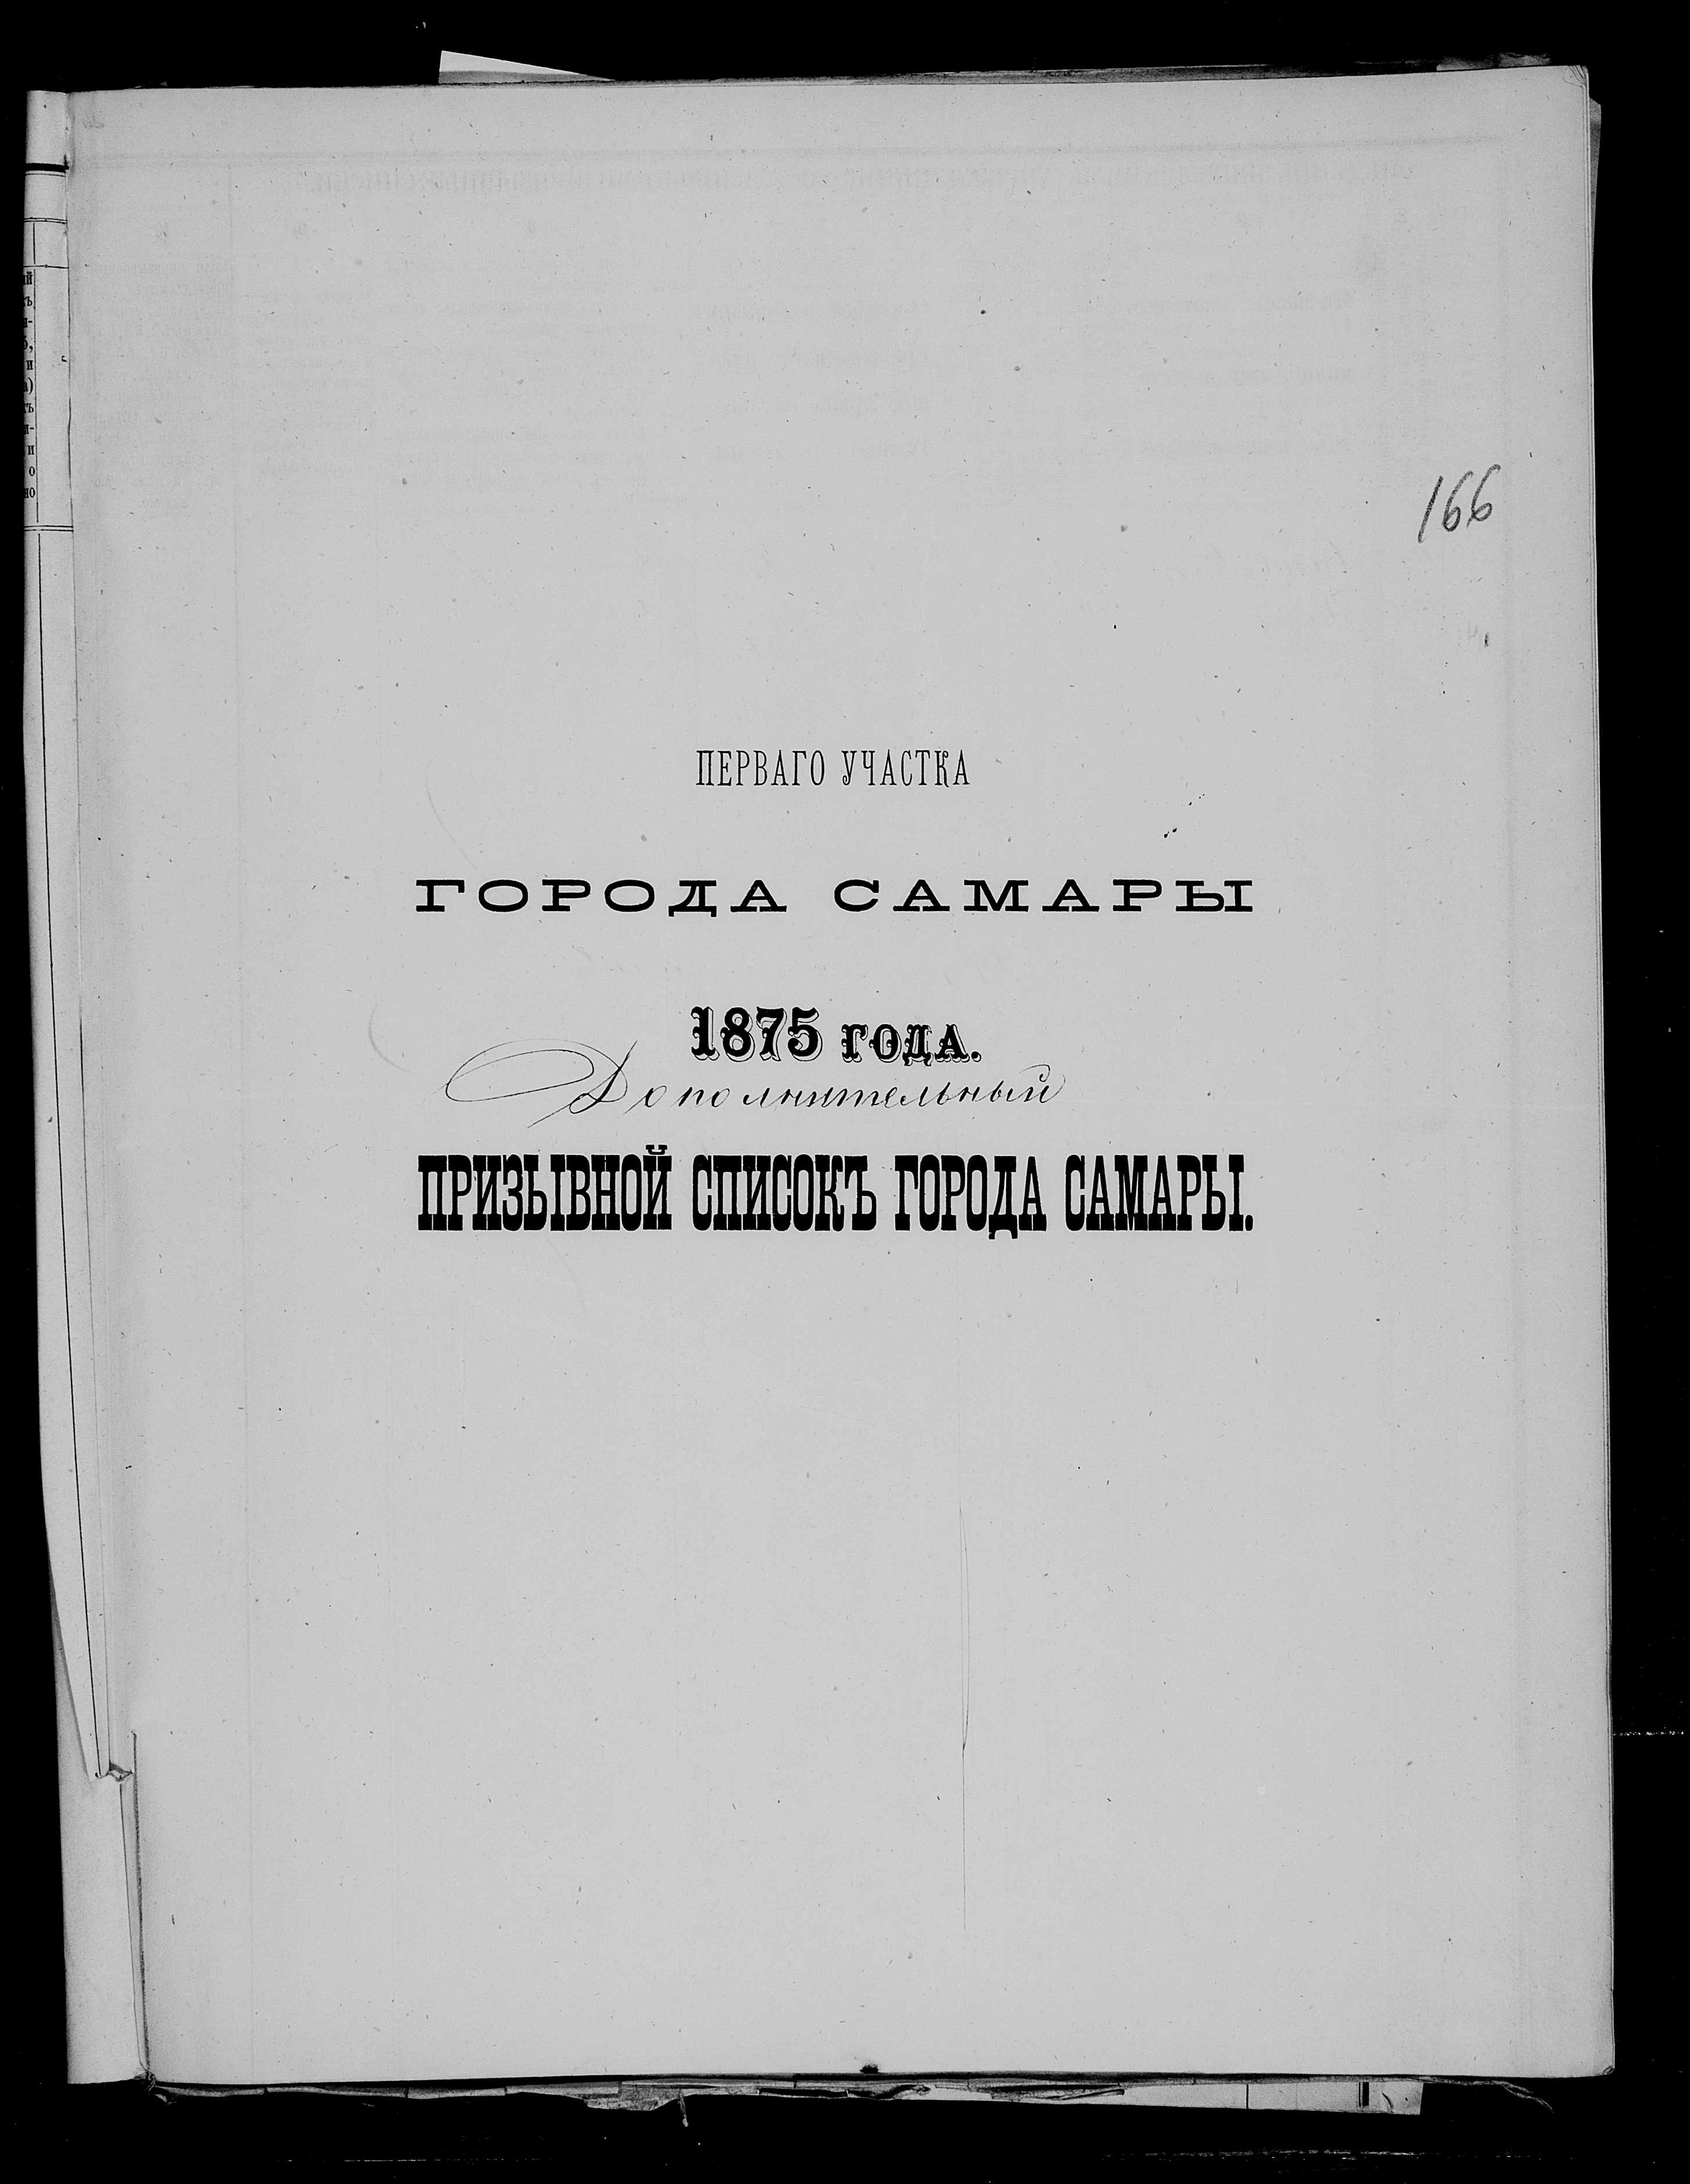 166
ПЕРВАГО УЧАСТКА
ГОРОДА САМАРЫ
1875 года.
Дополнительный
ПРИЗЫВНОЙ СПИСОКЪ ГОРОДА САМАРЫ.